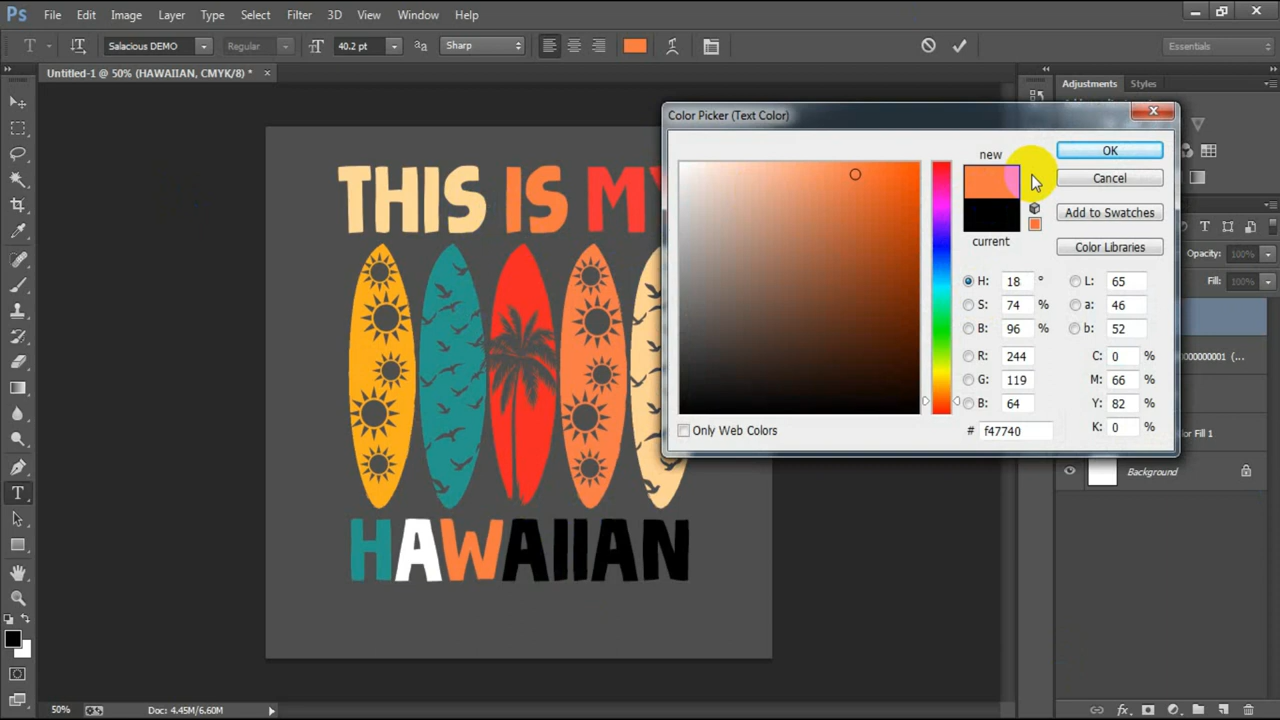 Ps File Edit Image Layer Type Select Filter 3D View Window Help
T Salacious DEMO Regular 40.2 pt Sharp Essentials
Untitled-1 @ 50% (HAWAIIAN, CMYK/8) * ×
Adjustments Styles
Color Picker (Text Color)
new
OK
Cancel
Add to Swatches
current
Color Libraries
H: 18 °
L: 65
S: 74 %
a: 46
B: 96 %
b: 52
R: 244
C: 0 %
G: 119
M: 66 %
B: 64
Y: 82 %
K: 0 %
Only Web Colors
# f47740
THIS IS MY
HAWAIIAN
Opacity: 100%
Fill: 100%
000000001 (...
or Fill 1
Background
50% Doc: 4.45M/6.60M
fx